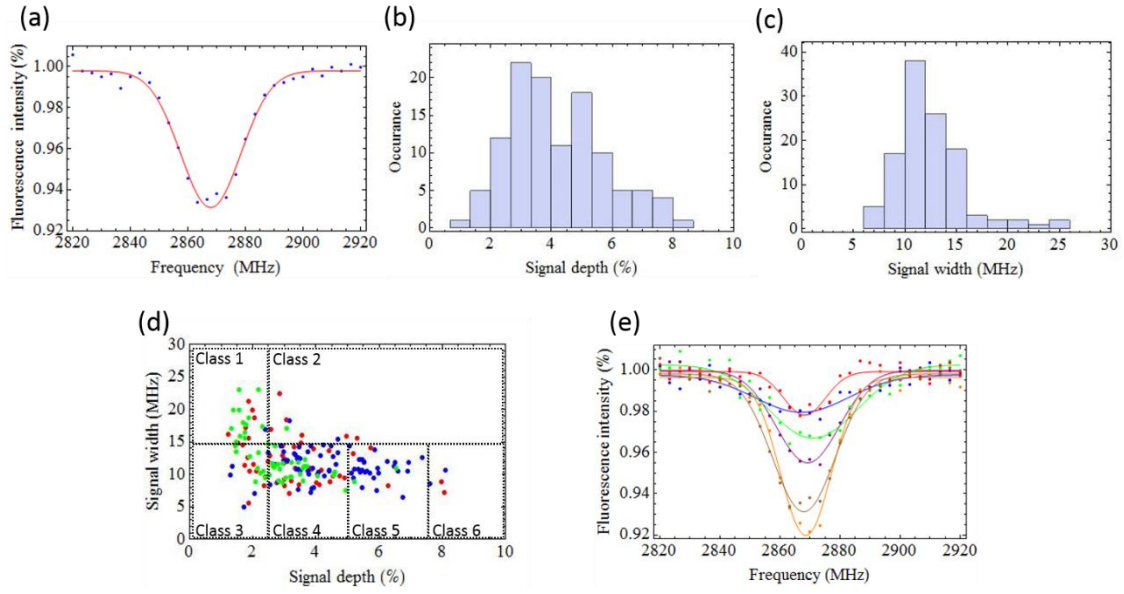 (a)
Fluorescence intensity (%)
1.00
0.98
0.96
0.94
0.92
2820 2840 2860 2880 2900 2920
Frequency (MHz)
(b)
Occurance
20
15
10
5
0
0 2 4 6 8 10
Signal depth (%)
(c)
Occurance
40
30
20
10
0
0 5 10 15 20 25 30
Signal width (MHz)
(d)
Signal width (MHz)
30
25
20
15
10
5
0
Class 1 Class 2
Class 3 Class 4 Class 5 Class 6
0 2 4 6 8 10
Signal depth (%)
(e)
Fluorescence intensity (%)
1.00
0.98
0.96
0.94
0.92
2820 2840 2860 2880 2900 2920
Frequency (MHz)